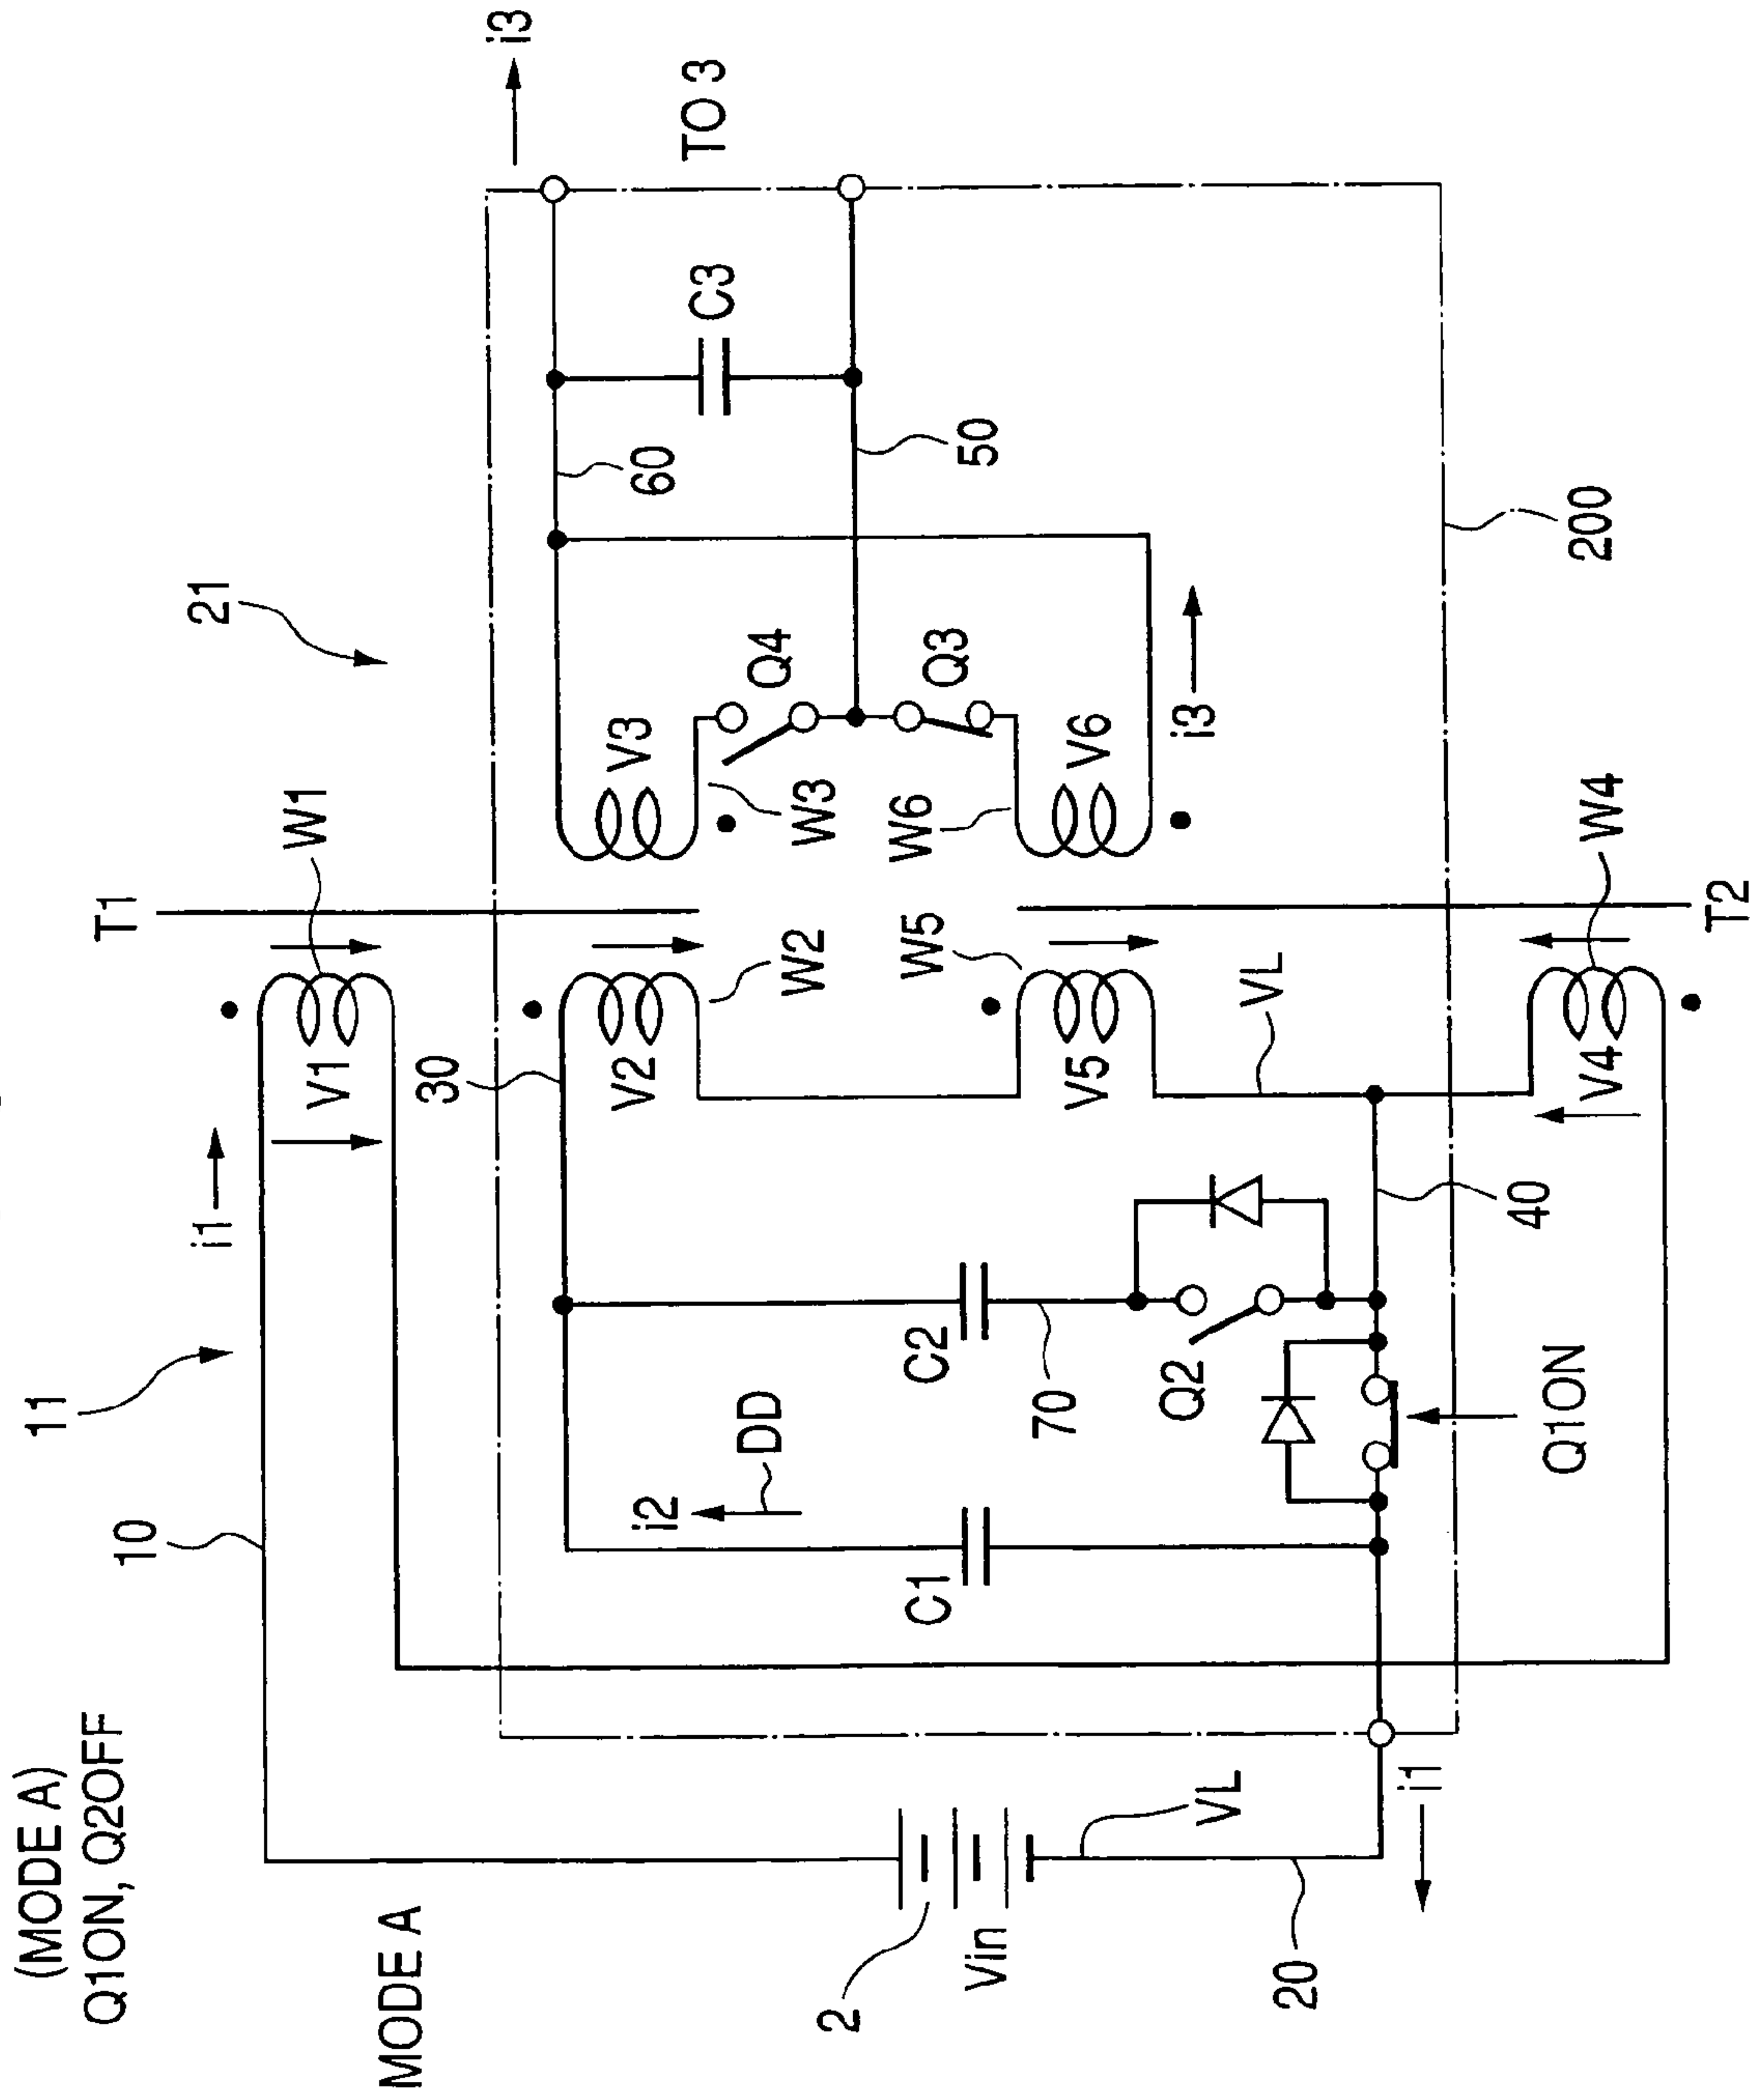 (MODE A)
Q1ON, Q2OFF
MODE A
11
10
i1
V1
W1
T1
21
i3
TO 3
2
Vin
VL
20
i1
C1
i2
DD
C2
70
Q2
Q1ON
30
V2
W2
W5
V5
VL
40
V4
W4
T2
V3
W3
Q4
Q3
W6
V6
i3
60
50
C3
200